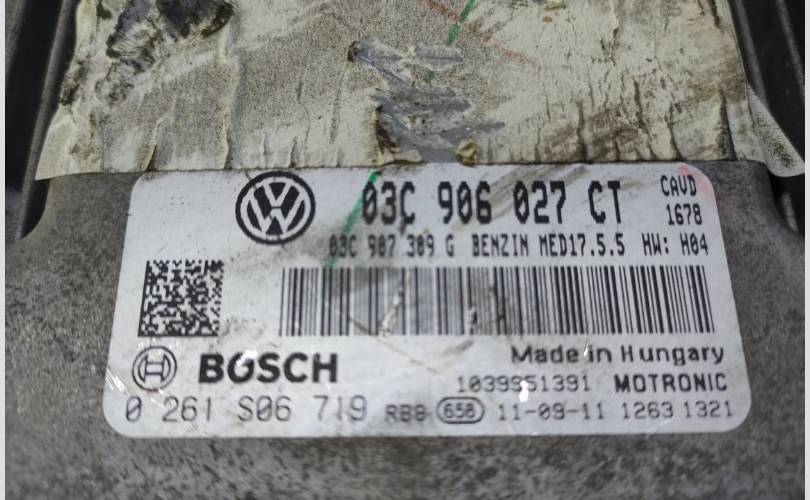 03C 906 027 CT CAVD
1678
03C 907 309 G BENZIN MED17.5.5 HW: H04
BOSCH
Made in Hungary
1039S51391 MOTRONIC
0 261 S06 719 RB8 658 11-09-11 1263 1321